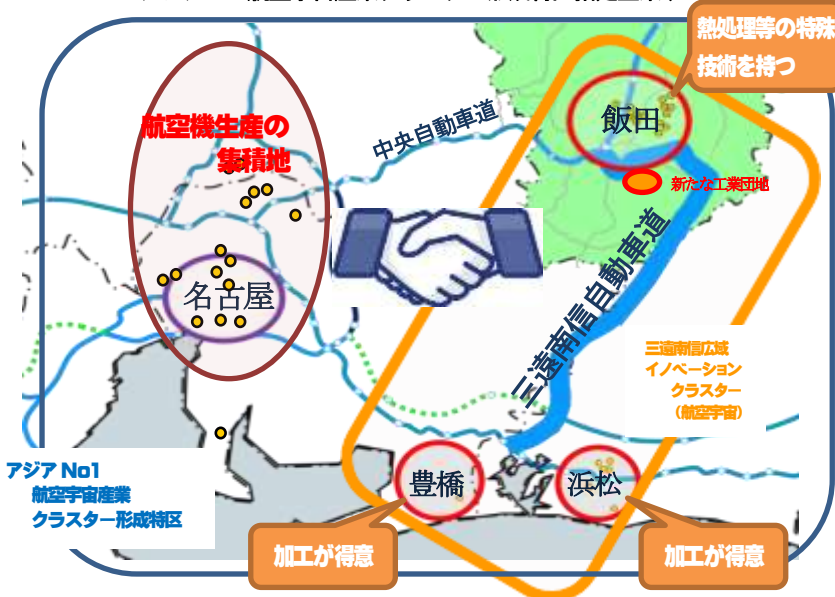 熱処理等の特殊
技術を持つ
航空機生産の
集積地
中央自動車道
飯田
新たな工業団地
名古屋
三遠南信自動車道
三遠南信広域
イノベーション
クラスター
（航空宇宙）
アジア No1
航空宇宙産業
クラスター形成特区
豊橋
浜松
加工が得意
加工が得意